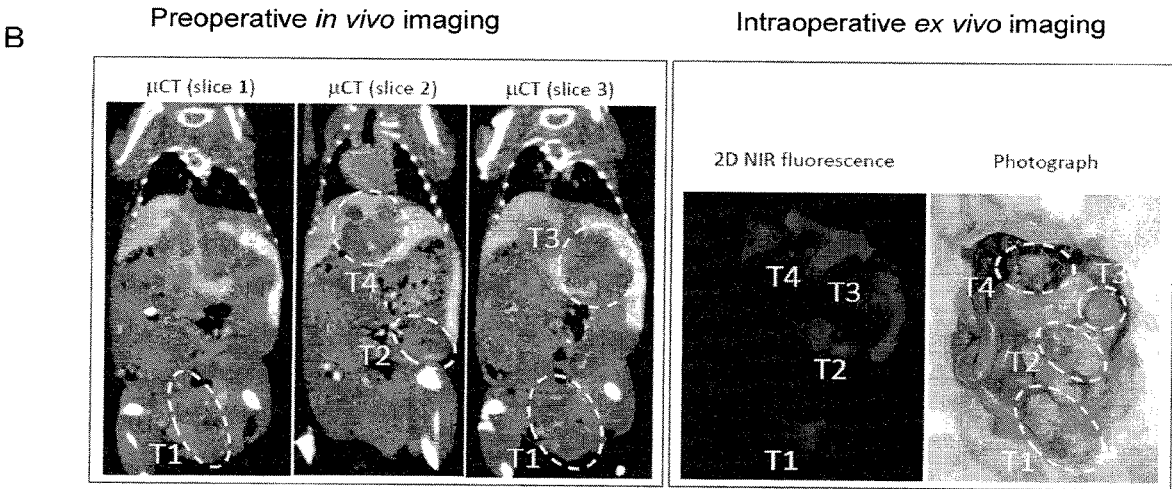 B
Preoperative in vivo imaging
Intraoperative ex vivo imaging
µCT (slice 1)
µCT (slice 2)
µCT (slice 3)
2D NIR fluorescence
Photograph
T4
T2
T1
T3
T1
T4
T3
T2
T1
T4
T3
T2
T1